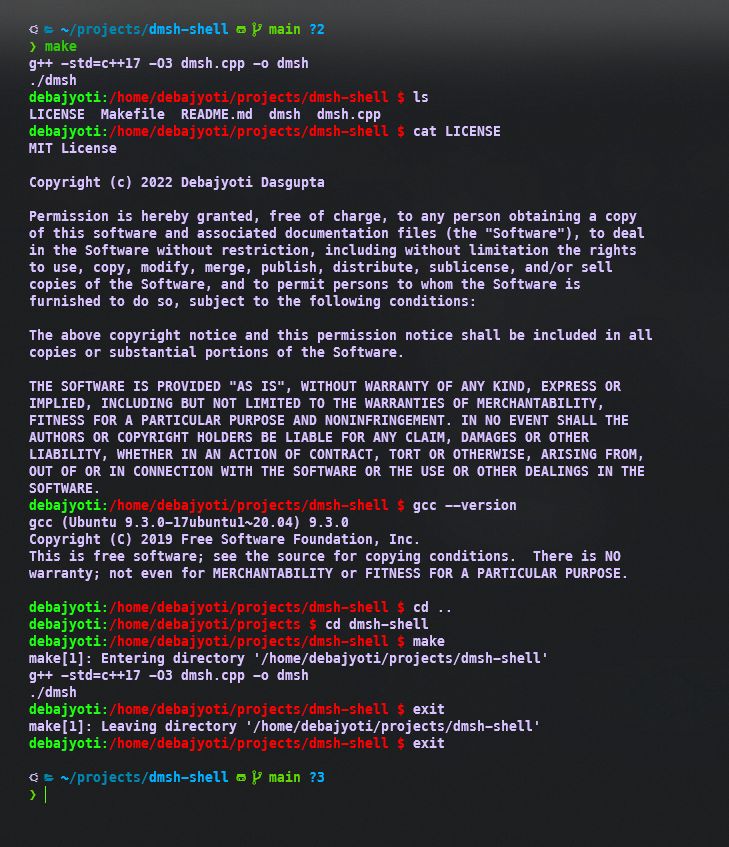 ~/projects/dmsh-shell main ?2
❯ make
g++ -std=c++17 -O3 dmsh.cpp -o dmsh
./dmsh
debajyoti:/home/debajyoti/projects/dmsh-shell $ ls
LICENSE  Makefile  README.md  dmsh  dmsh.cpp
debajyoti:/home/debajyoti/projects/dmsh-shell $ cat LICENSE
MIT License

Copyright (c) 2022 Debajyoti Dasgupta

Permission is hereby granted, free of charge, to any person obtaining a copy
of this software and associated documentation files (the "Software"), to deal
in the Software without restriction, including without limitation the rights
to use, copy, modify, merge, publish, distribute, sublicense, and/or sell
copies of the Software, and to permit persons to whom the Software is
furnished to do so, subject to the following conditions:

The above copyright notice and this permission notice shall be included in all
copies or substantial portions of the Software.

THE SOFTWARE IS PROVIDED "AS IS", WITHOUT WARRANTY OF ANY KIND, EXPRESS OR
IMPLIED, INCLUDING BUT NOT LIMITED TO THE WARRANTIES OF MERCHANTABILITY,
FITNESS FOR A PARTICULAR PURPOSE AND NONINFRINGEMENT. IN NO EVENT SHALL THE
AUTHORS OR COPYRIGHT HOLDERS BE LIABLE FOR ANY CLAIM, DAMAGES OR OTHER
LIABILITY, WHETHER IN AN ACTION OF CONTRACT, TORT OR OTHERWISE, ARISING FROM,
OUT OF OR IN CONNECTION WITH THE SOFTWARE OR THE USE OR OTHER DEALINGS IN THE
SOFTWARE.
debajyoti:/home/debajyoti/projects/dmsh-shell $ gcc --version
gcc (Ubuntu 9.3.0-17ubuntu1~20.04) 9.3.0
Copyright (C) 2019 Free Software Foundation, Inc.
This is free software; see the source for copying conditions.  There is NO
warranty; not even for MERCHANTABILITY or FITNESS FOR A PARTICULAR PURPOSE.

debajyoti:/home/debajyoti/projects/dmsh-shell $ cd ..
debajyoti:/home/debajyoti/projects $ cd dmsh-shell
debajyoti:/home/debajyoti/projects/dmsh-shell $ make
make[1]: Entering directory '/home/debajyoti/projects/dmsh-shell'
g++ -std=c++17 -O3 dmsh.cpp -o dmsh
./dmsh
debajyoti:/home/debajyoti/projects/dmsh-shell $ exit
make[1]: Leaving directory '/home/debajyoti/projects/dmsh-shell'
debajyoti:/home/debajyoti/projects/dmsh-shell $ exit

~/projects/dmsh-shell main ?3
❯